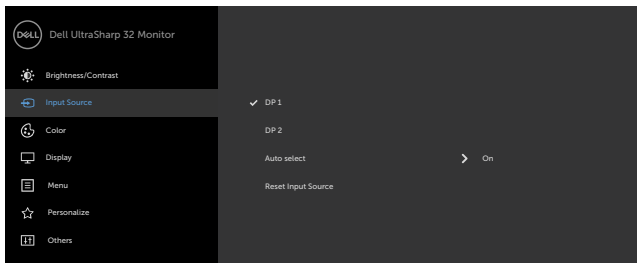 DELL Dell UltraSharp 32 Monitor
Brightness/Contrast
Input Source
DP 1
Color
DP 2
Display
Auto select
On
Menu
Reset Input Source
Personalize
Others